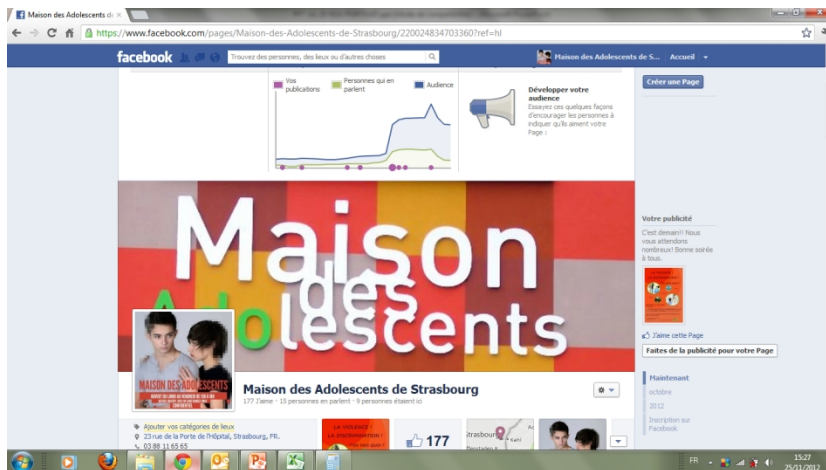 Maison des Adolescents de
https://www.facebook.com/pages/Maison-des-Adolescents-de-Strasbourg/220024834703360?ref=hl
facebook
Trouvez des personnes, des lieux ou d'autres choses
Maison des Adolescents de S...
Accueil
Vos publications
Personnes qui en parlent
Audience
Développer votre audience
Essayez ces quelques façons
d'encourager les personnes à
indiquer qu'ils aiment votre
Page :
Créer une Page
Maison
des
Adolescents
MAISON DES ADOLESCENTS
CONFIDENTIEL
Maison des Adolescents de Strasbourg
177 J'aime · 15 personnes en parlent · 9 personnes étaient ici
Ajouter vos catégories de lieux
23 rue de la Porte de l'Hôpital, Strasbourg, FR.
03 88 11 65 65
LA VIOLENCE !
LA DISCRIMINATION !
177
Strasbourg
Votre publicité
C'est demain!! Nous
vous attendons
nombreux! Bonne soirée
à tous.
J'aime cette Page
Faites de la publicité pour votre Page
Maintenant
octobre
2012
Inscription sur
Facebook
FR
15:27
25/11/2012